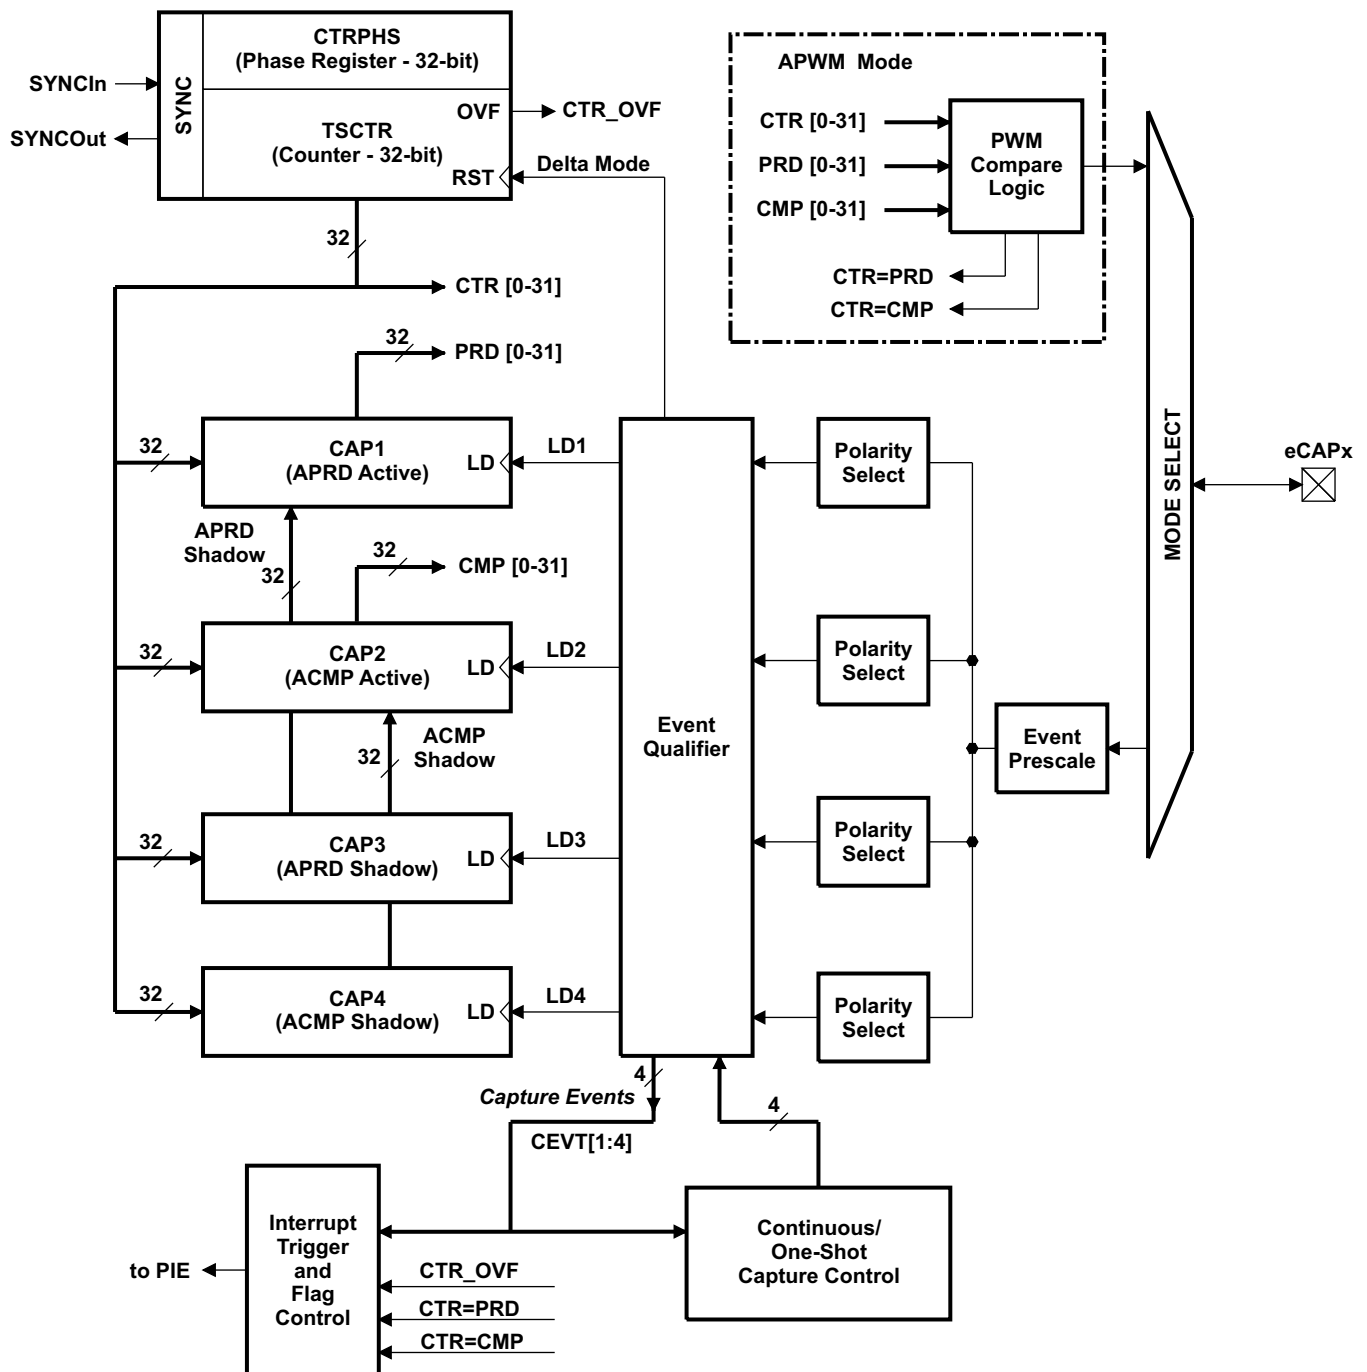 CTRPHS
(Phase Register - 32-bit)
APWM Mode
SYNCIn
SYNC
OVF
CTR_OVF
SYNCOut
TSCTR
(Counter - 32-bit)
RST
Delta Mode
CTR [0-31]
PRD [0-31]
CMP [0-31]
PWM
Compare
Logic
CTR=PRD
CTR=CMP
32
CTR [0-31]
32
PRD [0-31]
32
CAP1
(APRD Active)
LD
LD1
Polarity
Select
MODE SELECT
eCAPx
APRD
Shadow
32
32
CMP [0-31]
32
CAP2
(ACMP Active)
LD
LD2
Polarity
Select
ACMP
Shadow
32
Event
Qualifier
Event
Prescale
32
CAP3
(APRD Shadow)
LD
LD3
Polarity
Select
32
CAP4
(ACMP Shadow)
LD
LD4
Polarity
Select
4
Capture Events
CEVT[1:4]
4
Interrupt
Trigger
and
Flag
Control
to PIE
CTR_OVF
CTR=PRD
CTR=CMP
Continuous/
One-Shot
Capture Control